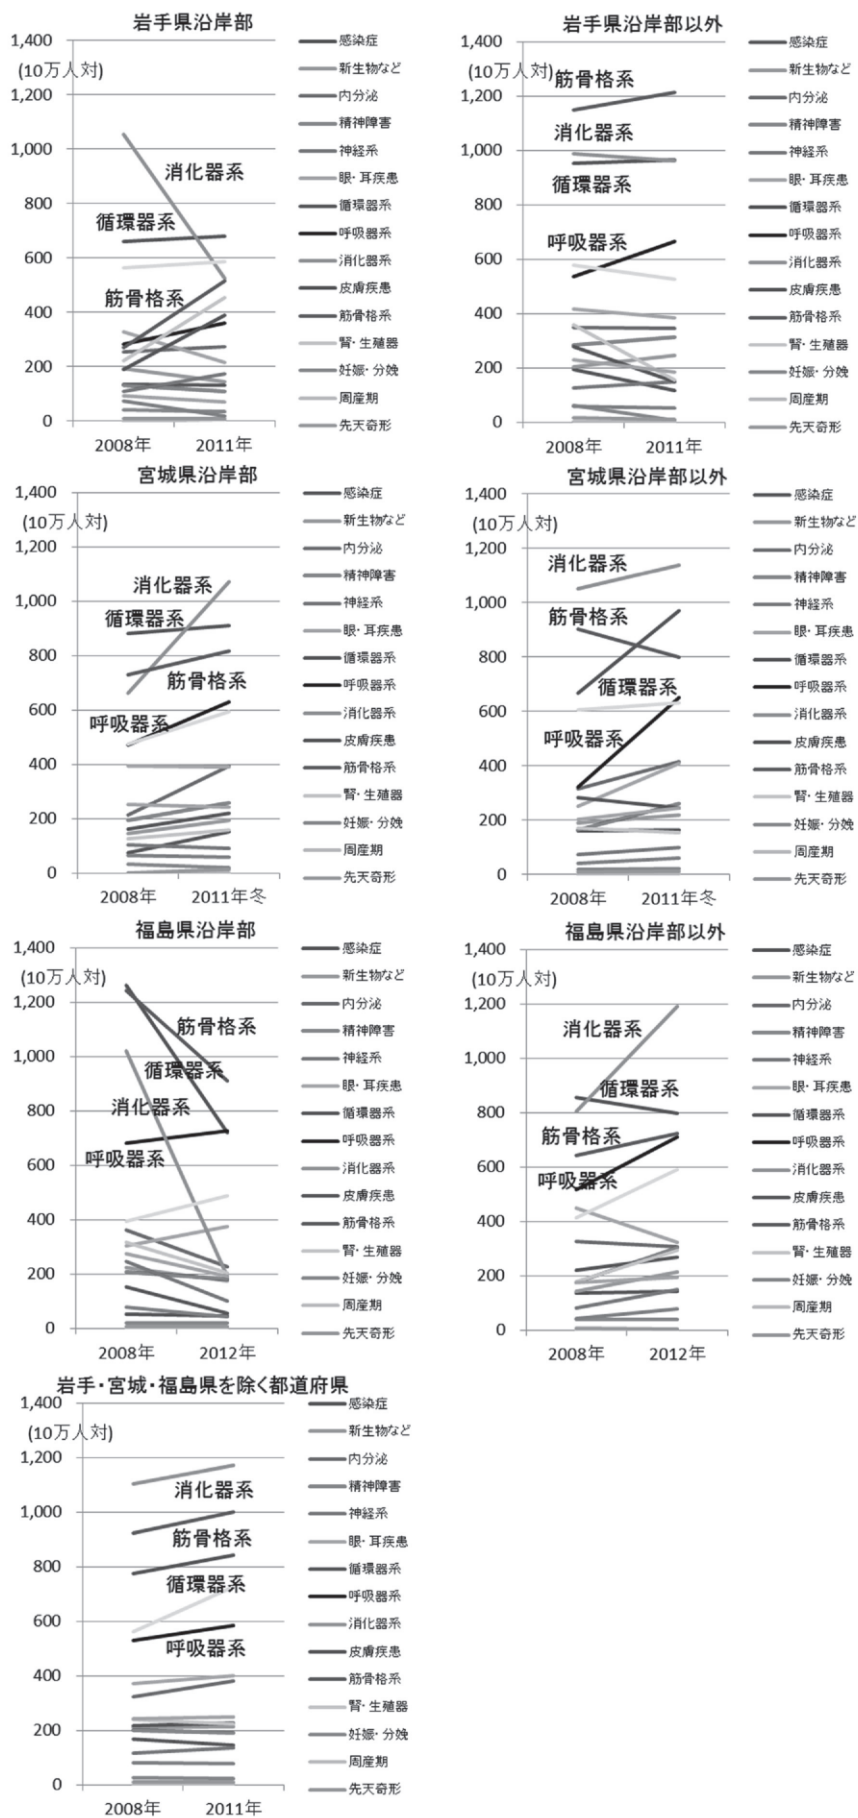 岩手県沿岸部
1,400
(10万人対)
1,200
1,000
800
600
400
200
0
消化器系
循環器系
筋骨格系
2008年 2011年
感染症
新生物など
内分泌
精神障害
神経系
眼・耳疾患
循環器系
呼吸器系
消化器系
皮膚疾患
筋骨格系
腎・生殖器
妊娠・分娩
周産期
先天奇形
岩手県沿岸部以外
1,400
(10万人対)
1,200
1,000
800
600
400
200
0
筋骨格系
消化器系
循環器系
呼吸器系
2008年 2011年
感染症
新生物など
内分泌
精神障害
神経系
眼・耳疾患
循環器系
呼吸器系
消化器系
皮膚疾患
筋骨格系
腎・生殖器
妊娠・分娩
周産期
先天奇形
宮城県沿岸部
1,400
(10万人対)
1,200
1,000
800
600
400
200
0
消化器系
循環器系
筋骨格系
呼吸器系
2008年 2011年冬
感染症
新生物など
内分泌
精神障害
神経系
眼・耳疾患
循環器系
呼吸器系
消化器系
皮膚疾患
筋骨格系
腎・生殖器
妊娠・分娩
周産期
先天奇形
宮城県沿岸部以外
1,400
(10万人対)
1,200
1,000
800
600
400
200
0
消化器系
筋骨格系
循環器系
呼吸器系
2008年 2011年冬
感染症
新生物など
内分泌
精神障害
神経系
眼・耳疾患
循環器系
呼吸器系
消化器系
皮膚疾患
筋骨格系
腎・生殖器
妊娠・分娩
周産期
先天奇形
福島県沿岸部
1,400
(10万人対)
1,200
1,000
800
600
400
200
0
筋骨格系
循環器系
消化器系
呼吸器系
2008年 2012年
感染症
新生物など
内分泌
精神障害
神経系
眼・耳疾患
循環器系
呼吸器系
消化器系
皮膚疾患
筋骨格系
腎・生殖器
妊娠・分娩
周産期
先天奇形
福島県沿岸部以外
1,400
(10万人対)
1,200
1,000
800
600
400
200
0
消化器系
循環器系
筋骨格系
呼吸器系
2008年 2012年
感染症
新生物など
内分泌
精神障害
神経系
眼・耳疾患
循環器系
呼吸器系
消化器系
皮膚疾患
筋骨格系
腎・生殖器
妊娠・分娩
周産期
先天奇形
岩手・宮城・福島県を除く都道府県
1,400
(10万人対)
1,200
1,000
800
600
400
200
0
消化器系
筋骨格系
循環器系
呼吸器系
2008年 2011年
感染症
新生物など
内分泌
精神障害
神経系
眼・耳疾患
循環器系
呼吸器系
消化器系
皮膚疾患
筋骨格系
腎・生殖器
妊娠・分娩
周産期
先天奇形